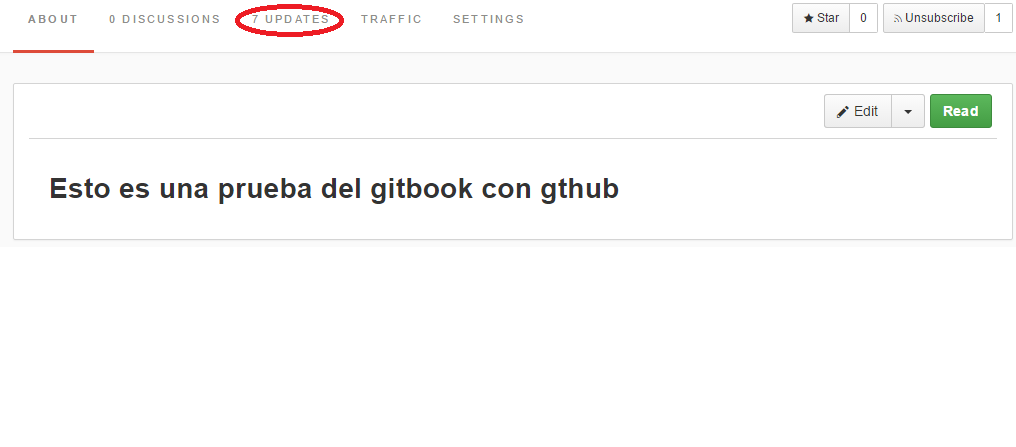 ABOUT 0 DISCUSSIONS 7 UPDATES TRAFFIC SETTINGS Star 0 Unsubscribe 1
Edit Read
Esto es una prueba del gitbook con gthub